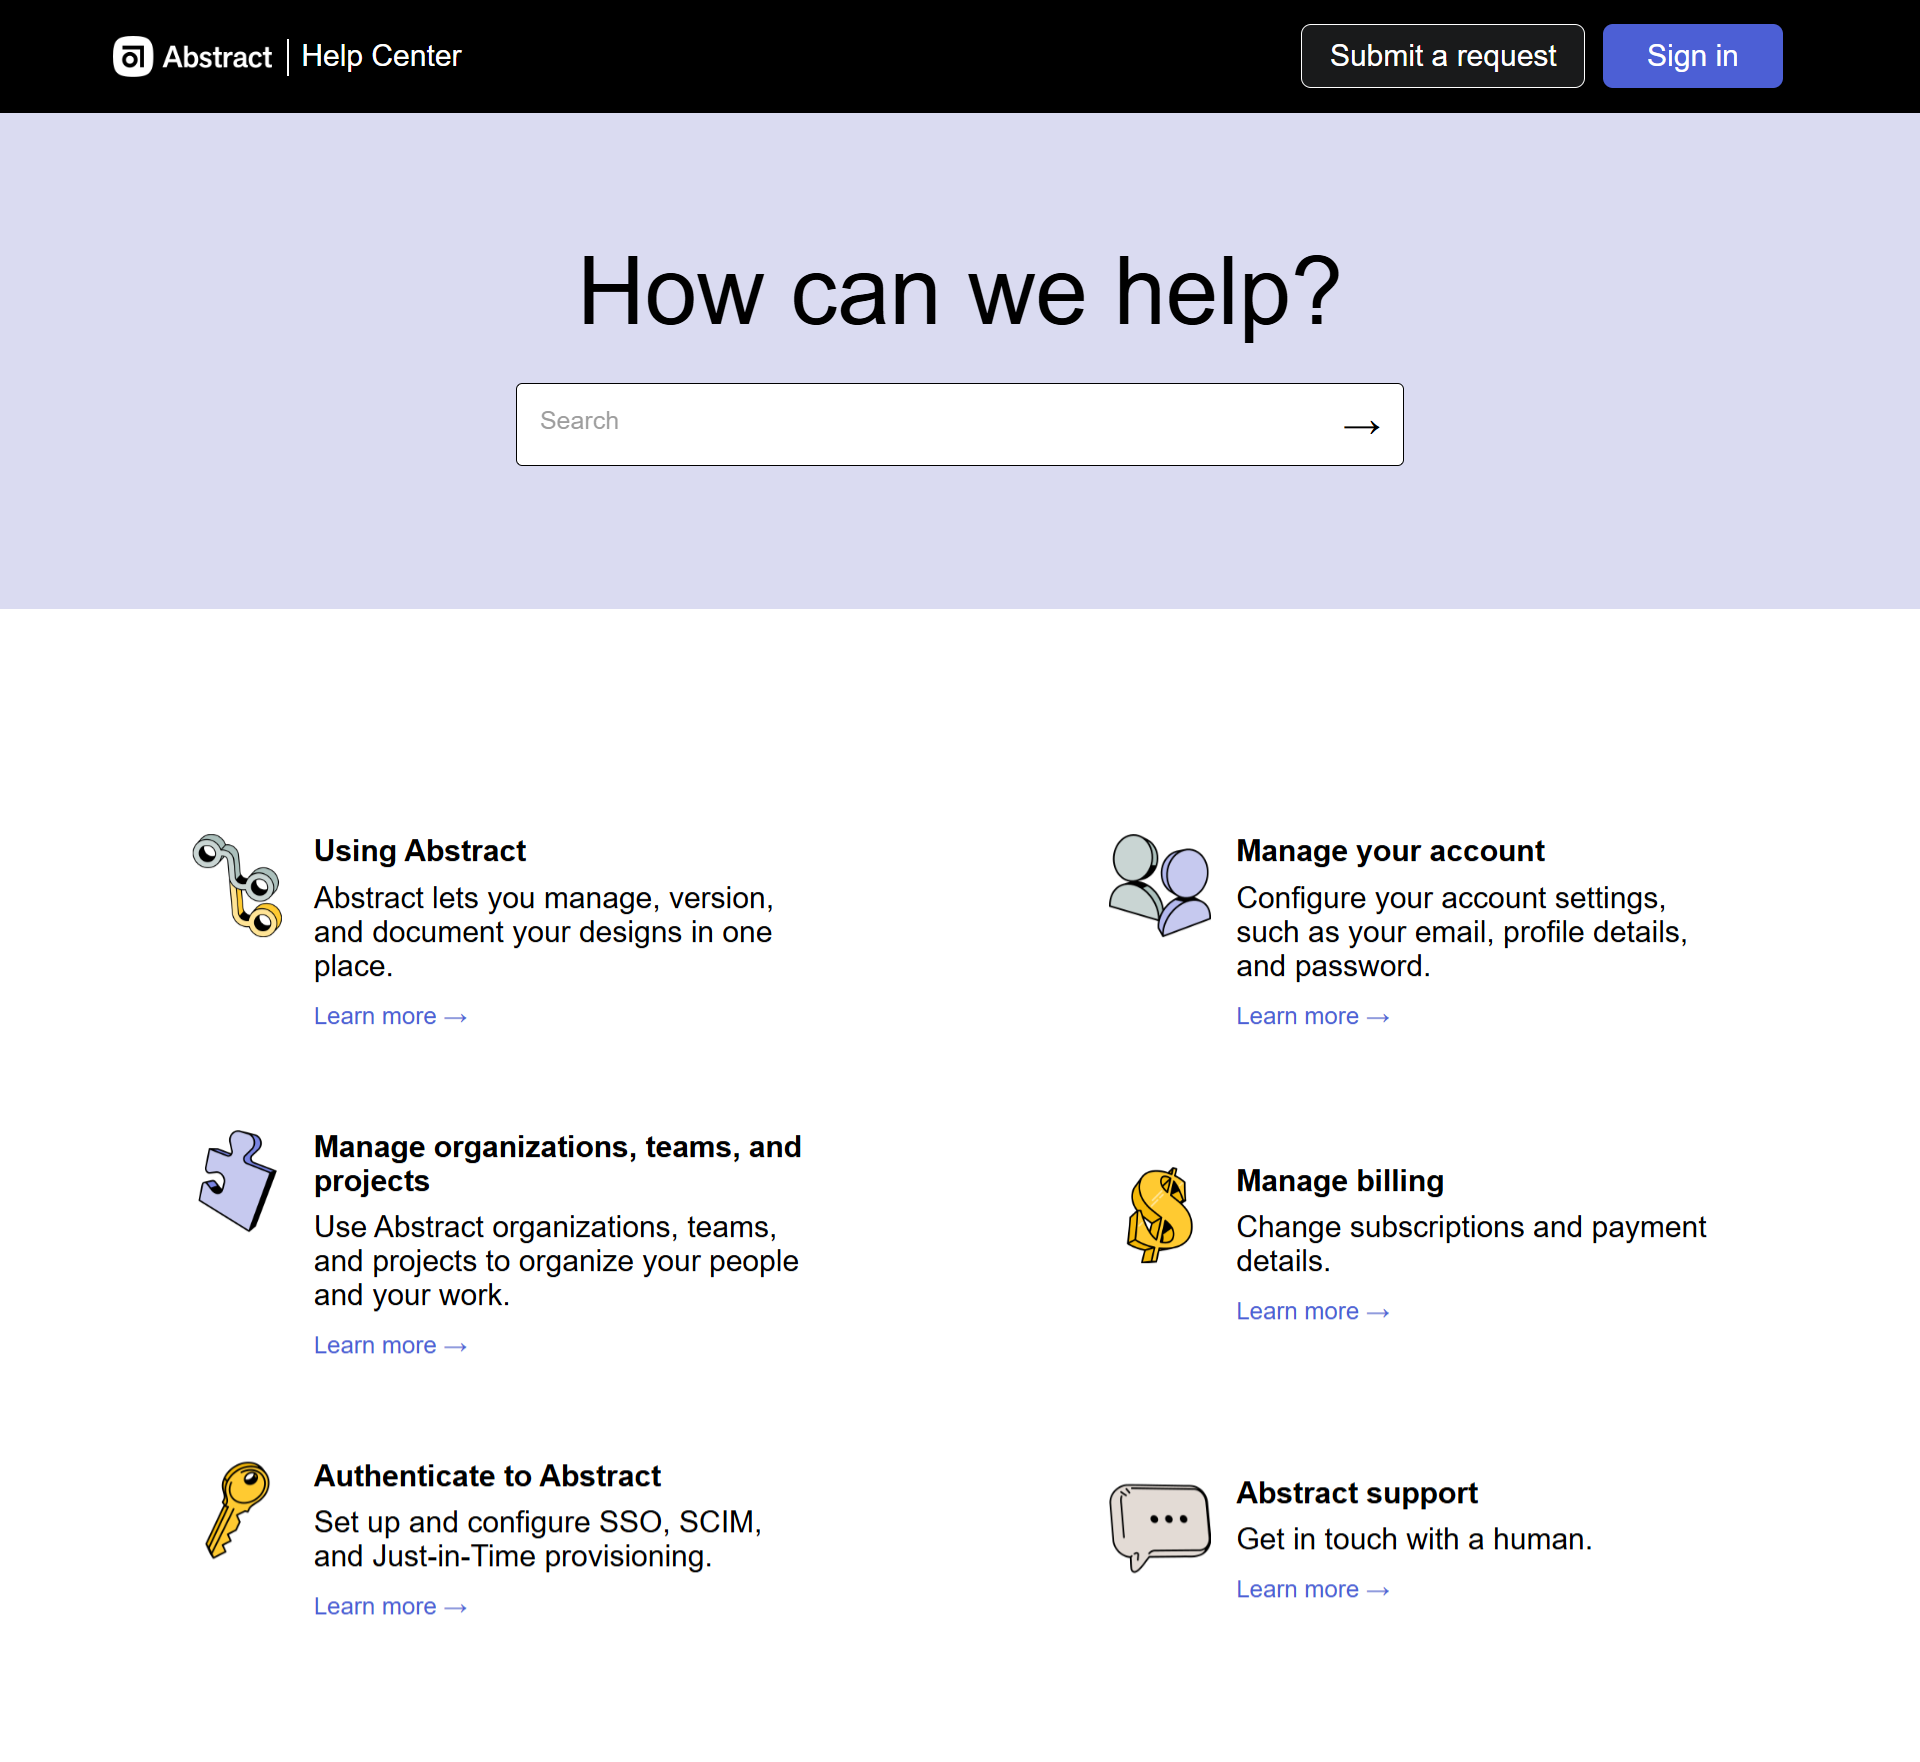 Abstract | Help Center
Submit a request
Sign in
How can we help?
Search →
Using Abstract
Abstract lets you manage, version,
and document your designs in one
place.
Learn more →
Manage your account
Configure your account settings,
such as your email, profile details,
and password.
Learn more →
Manage organizations, teams, and
projects
Use Abstract organizations, teams,
and projects to organize your people
and your work.
Learn more →
Manage billing
Change subscriptions and payment
details.
Learn more →
Authenticate to Abstract
Set up and configure SSO, SCIM,
and Just-in-Time provisioning.
Learn more →
Abstract support
Get in touch with a human.
Learn more →